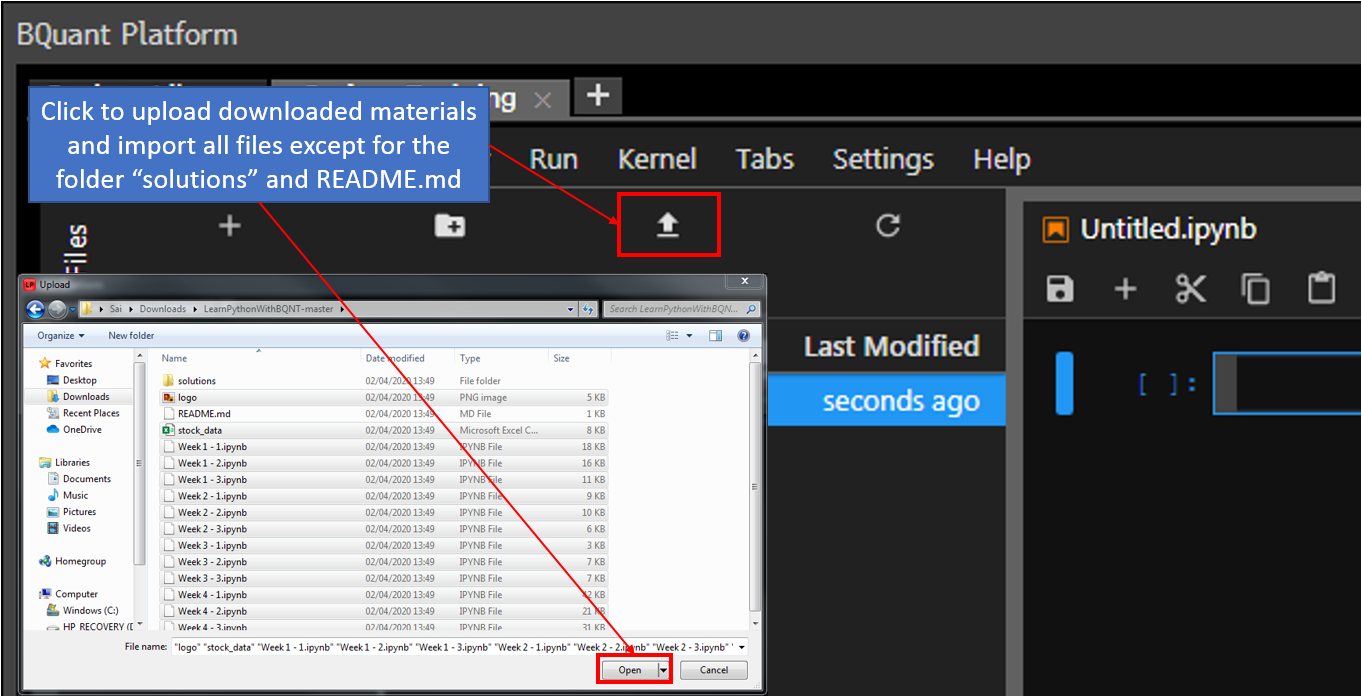 BQuant Platform
Click to upload downloaded materials
and import all files except for the
folder “solutions” and README.md
Run Kernel Tabs Settings Help
Files
Untitled.ipynb
Last Modified
seconds ago
[ ]:
Upload
Sai Downloads LearnPythonWithBQNT-master
Search LearnPythonWithBQN...
Organize New folder
Favorites
Desktop
Downloads
Recent Places
OneDrive
Libraries
Documents
Music
Pictures
Videos
Homegroup
Computer
Windows (C:)
HP RECOVERY (D
Name Date modified Type Size
solutions 02/04/2020 13:49 File folder
logo 02/04/2020 13:49 PNG image 5 KB
README.md 02/04/2020 13:49 MD File 1 KB
stock_data 02/04/2020 13:49 Microsoft Excel C... 8 KB
Week 1 - 1.ipynb 02/04/2020 13:49 IPYNB File 18 KB
Week 1 - 2.ipynb 02/04/2020 13:49 IPYNB File 16 KB
Week 1 - 3.ipynb 02/04/2020 13:49 IPYNB File 11 KB
Week 2 - 1.ipynb 02/04/2020 13:49 IPYNB File 9 KB
Week 2 - 2.ipynb 02/04/2020 13:49 IPYNB File 10 KB
Week 2 - 3.ipynb 02/04/2020 13:49 IPYNB File 6 KB
Week 3 - 1.ipynb 02/04/2020 13:49 IPYNB File 3 KB
Week 3 - 2.ipynb 02/04/2020 13:49 IPYNB File 7 KB
Week 3 - 3.ipynb 02/04/2020 13:49 IPYNB File 7 KB
Week 4 - 1.ipynb 02/04/2020 13:49 IPYNB File 42 KB
Week 4 - 2.ipynb 02/04/2020 13:49 IPYNB File 21 KB
Week 4 - 3.ipynb 02/04/2020 13:49 IPYNB File 31 KB
File name: "logo" "stock_data" "Week 1 - 1.ipynb" "Week 1 - 2.ipynb" "Week 1 - 3.ipynb" "Week 2 - 1.ipynb" "Week 2 - 2.ipynb" "Week 2 - 3.ipynb" "
Open Cancel